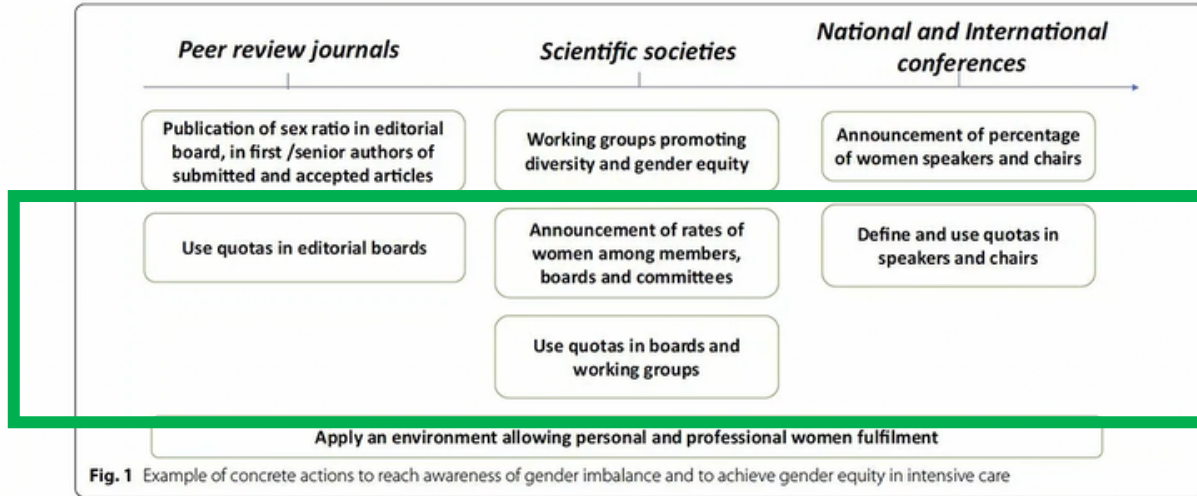 Peer review journals
Scientific societies
National and International
conferences
Publication of sex ratio in editorial
board, in first /senior authors of
submitted and accepted articles
Working groups promoting
diversity and gender equity
Announcement of percentage
of women speakers and chairs
Use quotas in editorial boards
Announcement of rates of
women among members,
boards and committees
Define and use quotas in
speakers and chairs
Use quotas in boards and
working groups
Apply an environment allowing personal and professional women fulfilment
Fig. 1 Example of concrete actions to reach awareness of gender imbalance and to achieve gender equity in intensive care